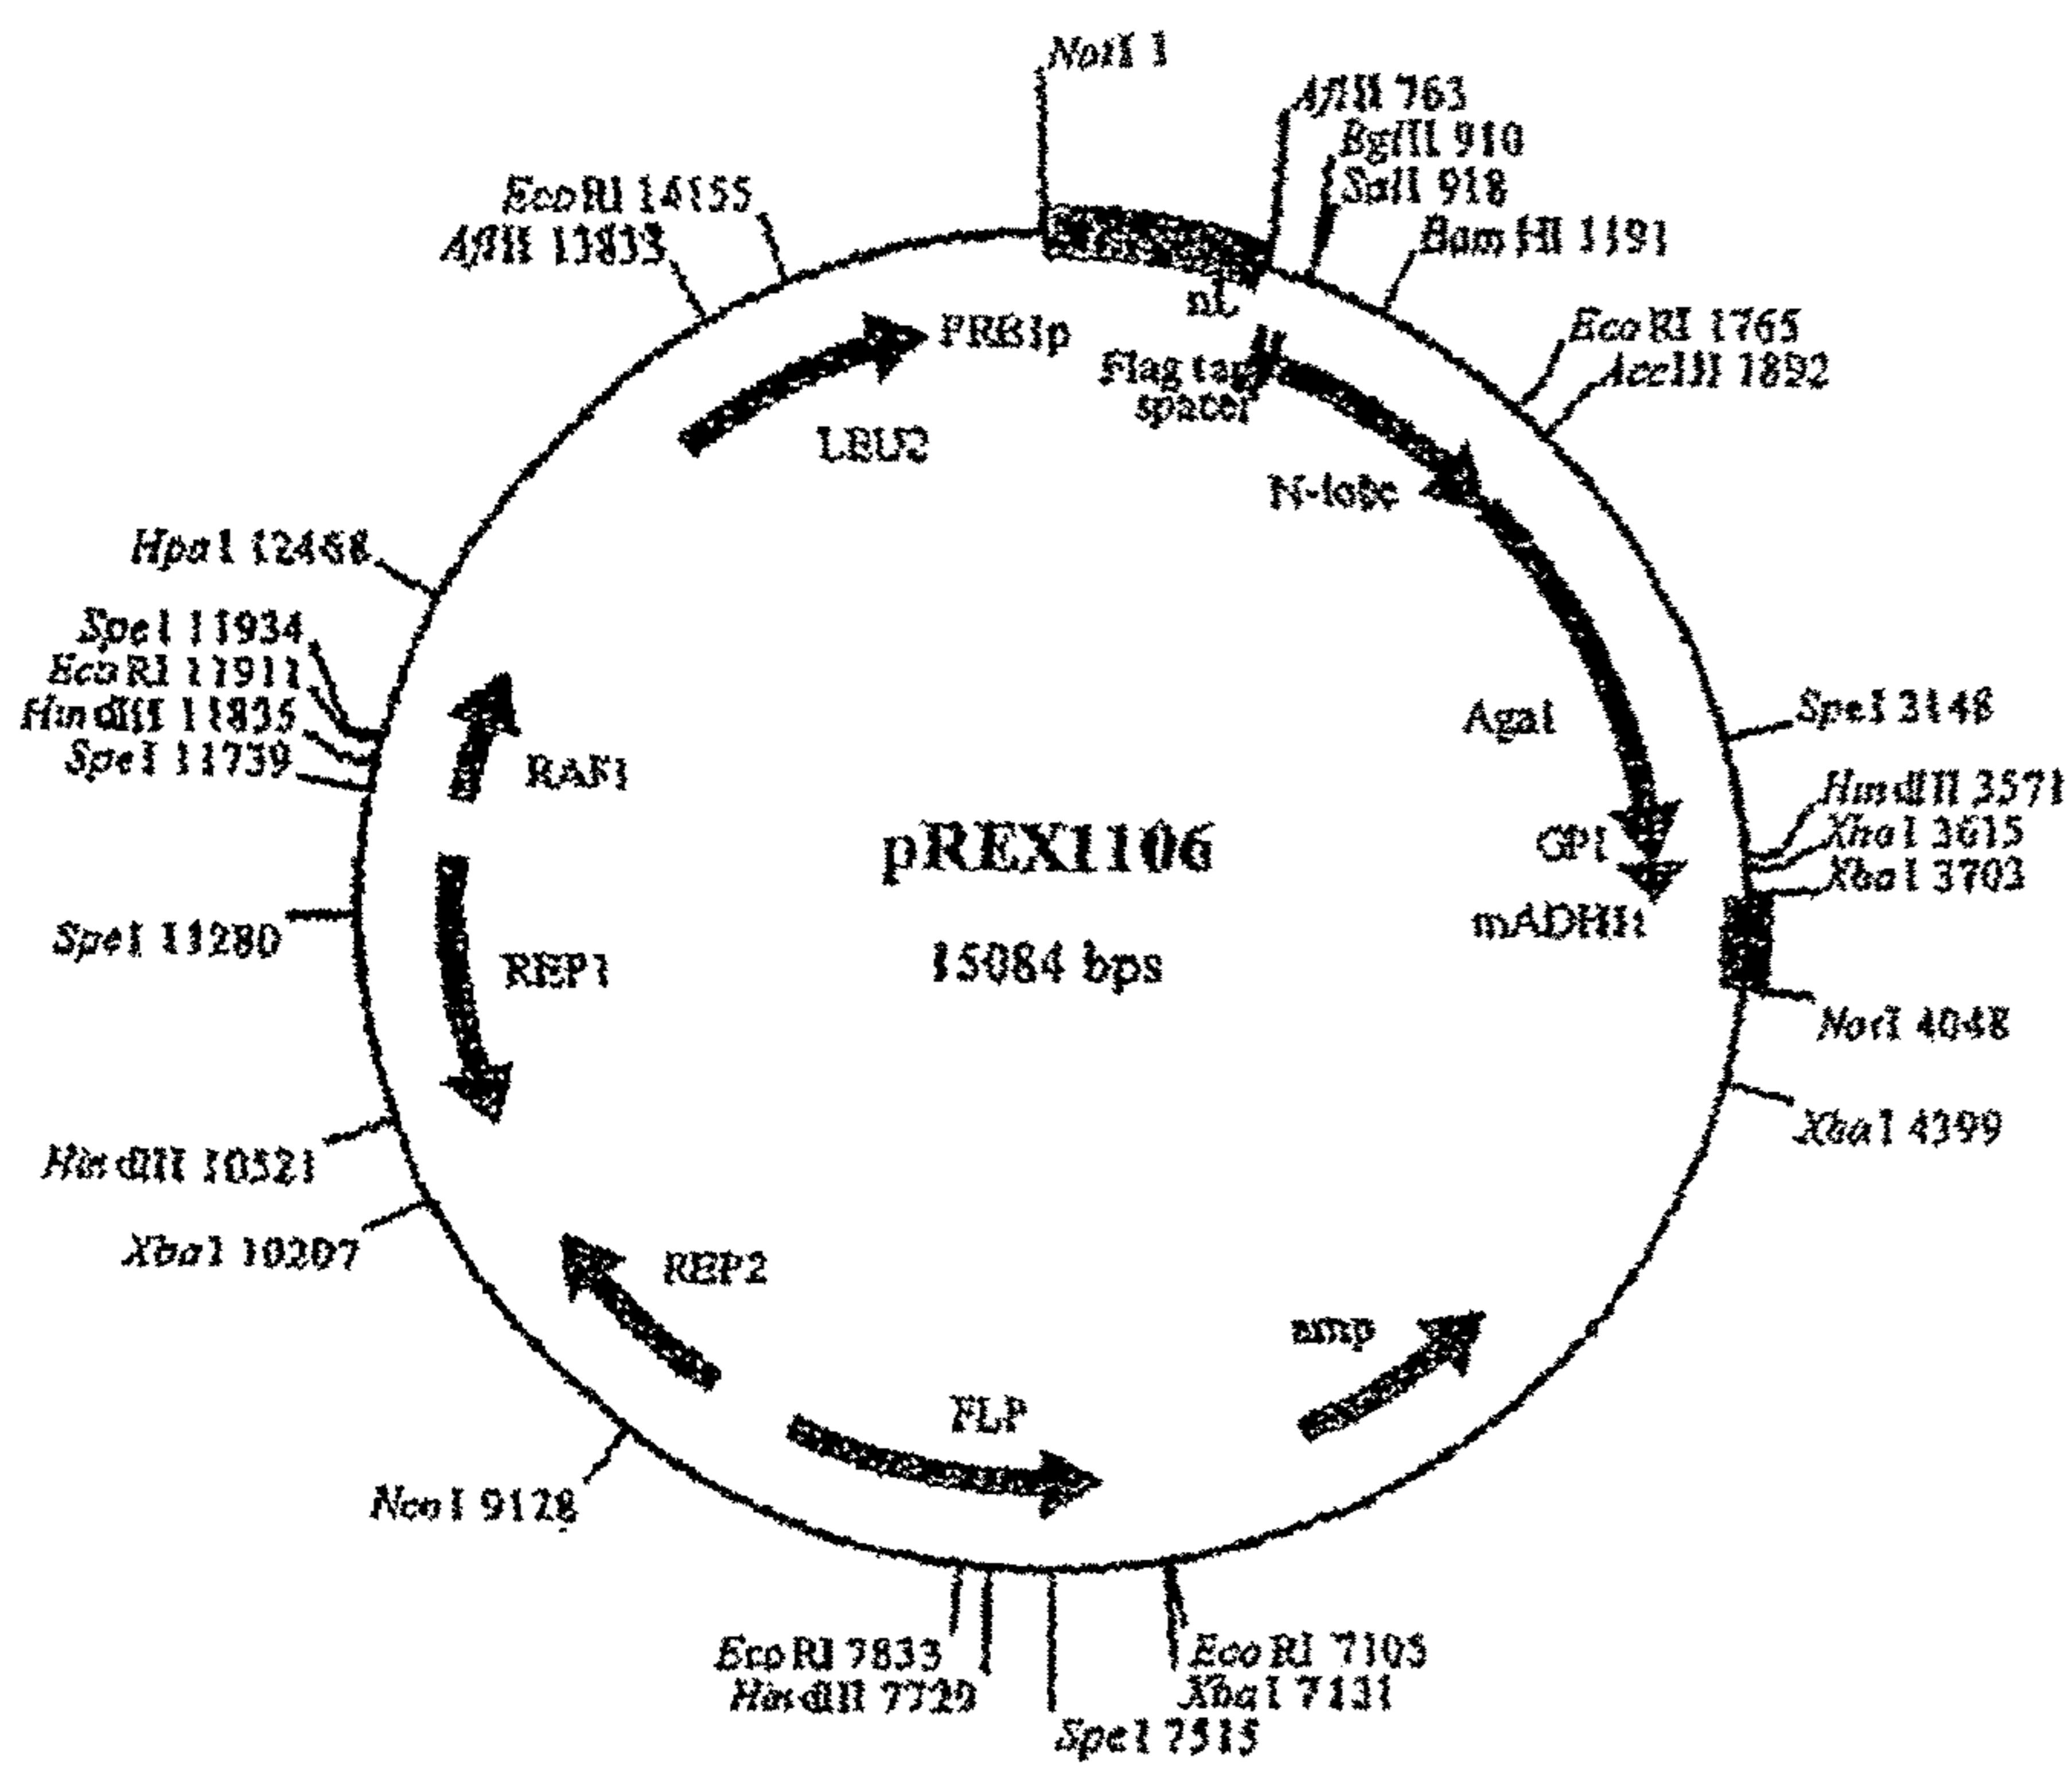 NotI 1
AflII 763
BglII 910
SalI 918
BamHI 1191
EcoRI 1765
AccIII 1892
SpeI 3148
HindIII 3571
XhoI 3615
XbaI 3703
NotI 4048
XbaI 4399
EcoRI 7105
XbaI 7131
SpeI 7515
HindIII 7729
EcoRI 7833
NcoI 9128
XbaI 10207
HindIII 10521
SpeI 11280
SpeI 11739
HindIII 11835
EcoRI 11911
SpeI 11934
HpaI 12468
AflII 13833
EcoRI 14155
PRB1p
LEU2
nL
Flag tag
spacer
N-lobe
Aga1
GPI
mADHt
RAF1
REP1
REP2
FLP
amp
pREX1106
15084 bps